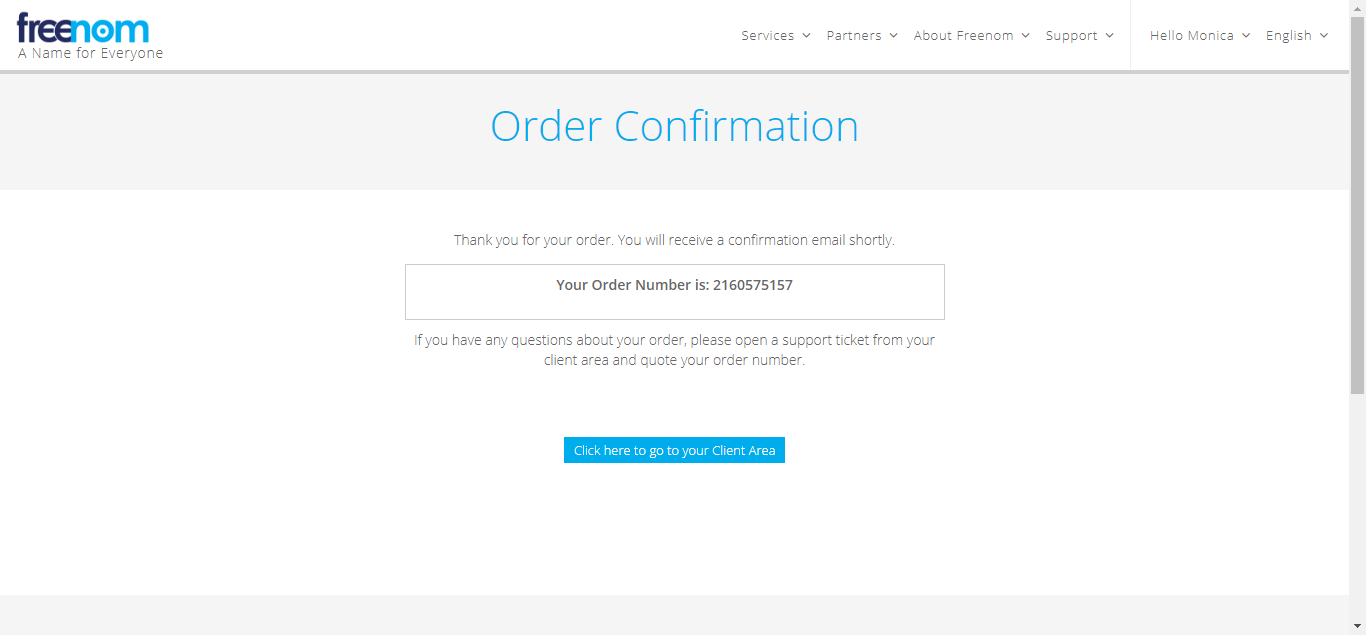 freenom
A Name for Everyone
Services Partners About Freenom Support Hello Monica English
Order Confirmation
Thank you for your order. You will receive a confirmation email shortly.
Your Order Number is: 2160575157
If you have any questions about your order, please open a support ticket from your
client area and quote your order number.
Click here to go to your Client Area